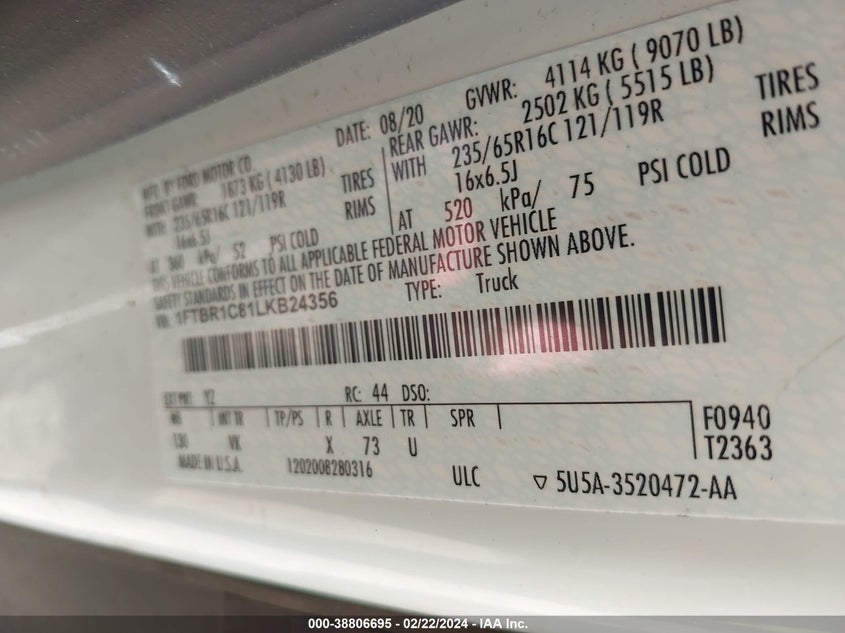 MFD. BY FORD MOTOR CO.
DATE: 08/20 GVWR: 4114 KG ( 9070 LB)
FRONT GAWR: 1873 KG ( 4130 LB)
REAR GAWR: 2502 KG ( 5515 LB)
WITH 235/65R16C 121/119R TIRES
WITH 235/65R16C 121/119R TIRES
16x6.5J RIMS
16x6.5J RIMS
AT 360 kPa/ 52 PSI COLD
AT 520 kPa/ 75 PSI COLD
THIS VEHICLE CONFORMS TO ALL APPLICABLE FEDERAL MOTOR VEHICLE
SAFETY STANDARDS IN EFFECT ON THE DATE OF MANUFACTURE SHOWN ABOVE.
VIN: 1FTBR1C81LKB24356 TYPE: Truck
EXT PNT: YZ RC: 44 DSO:
INT TR TP/PS R AXLE TR SPR F0940
130 VK X 73 U T2363
MADE IN U.S.A. 1202008280316 ULC 5U5A-3520472-AA
000-38806695 - 02/22/2024 - IAA Inc.